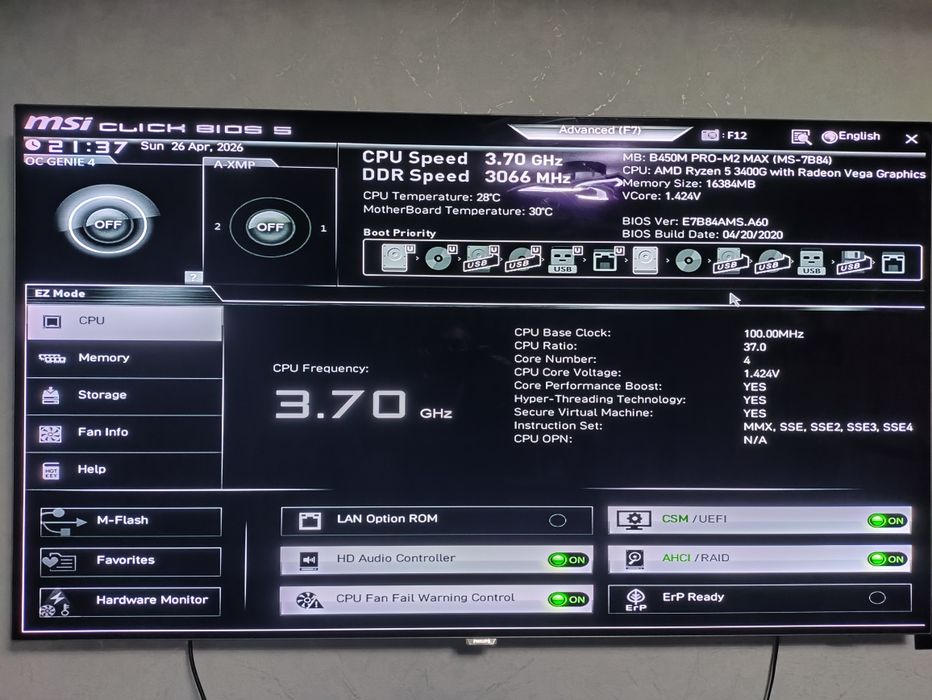 msi CLICK BIOS 5
Advanced (F7)
: F12
English
X
21:37 Sun 26 Apr, 2026
OC GENIE 4
OFF
?
A-XMP
2
OFF
1
CPU Speed 3.70 GHz
DDR Speed 3066 MHz
CPU Temperature: 28°C
MotherBoard Temperature: 30°C
MB: B450M PRO-M2 MAX (MS-7B84)
CPU: AMD Ryzen 5 3400G with Radeon Vega Graphics
Memory Size: 16384MB
VCore: 1.424V
BIOS Ver: E7B84AMS.A60
BIOS Build Date: 04/20/2020
Boot Priority
U U U U U U
USB USB USB USB USB USB USB
EZ Mode
CPU
Memory
Storage
Fan Info
HOT KEY
Help
CPU Frequency:
3.70 GHz
CPU Base Clock: 100.00MHz
CPU Ratio: 37.0
Core Number: 4
CPU Core Voltage: 1.424V
Core Performance Boost: YES
Hyper-Threading Technology: YES
Secure Virtual Machine: YES
Instruction Set: MMX, SSE, SSE2, SSE3, SSE4
CPU OPN: N/A
M-Flash
Favorites
Hardware Monitor
LAN Option ROM
HD Audio Controller ON
CPU Fan Fail Warning Control ON
CSM /UEFI ON
AHCI /RAID ON
ErP
ErP Ready
PHILIPS